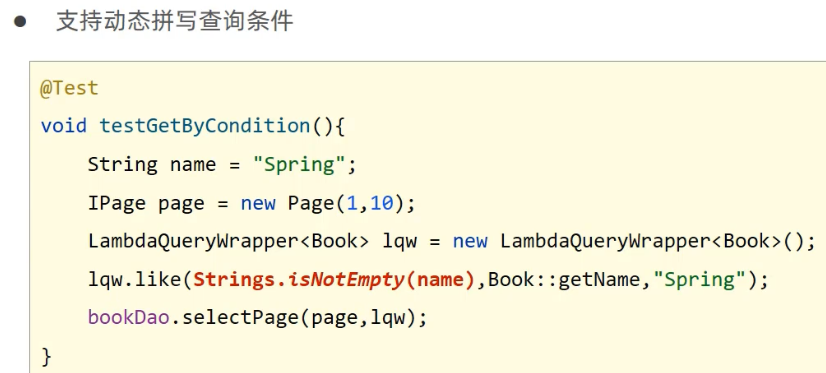 ● 支持动态拼写查询条件
@Test
void testGetByCondition(){
    String name = "Spring";
    IPage page = new Page(1,10);
    LambdaQueryWrapper<Book> lqw = new LambdaQueryWrapper<Book>();
    lqw.like(Strings.isNotEmpty(name),Book::getName,"Spring");
    bookDao.selectPage(page,lqw);
}